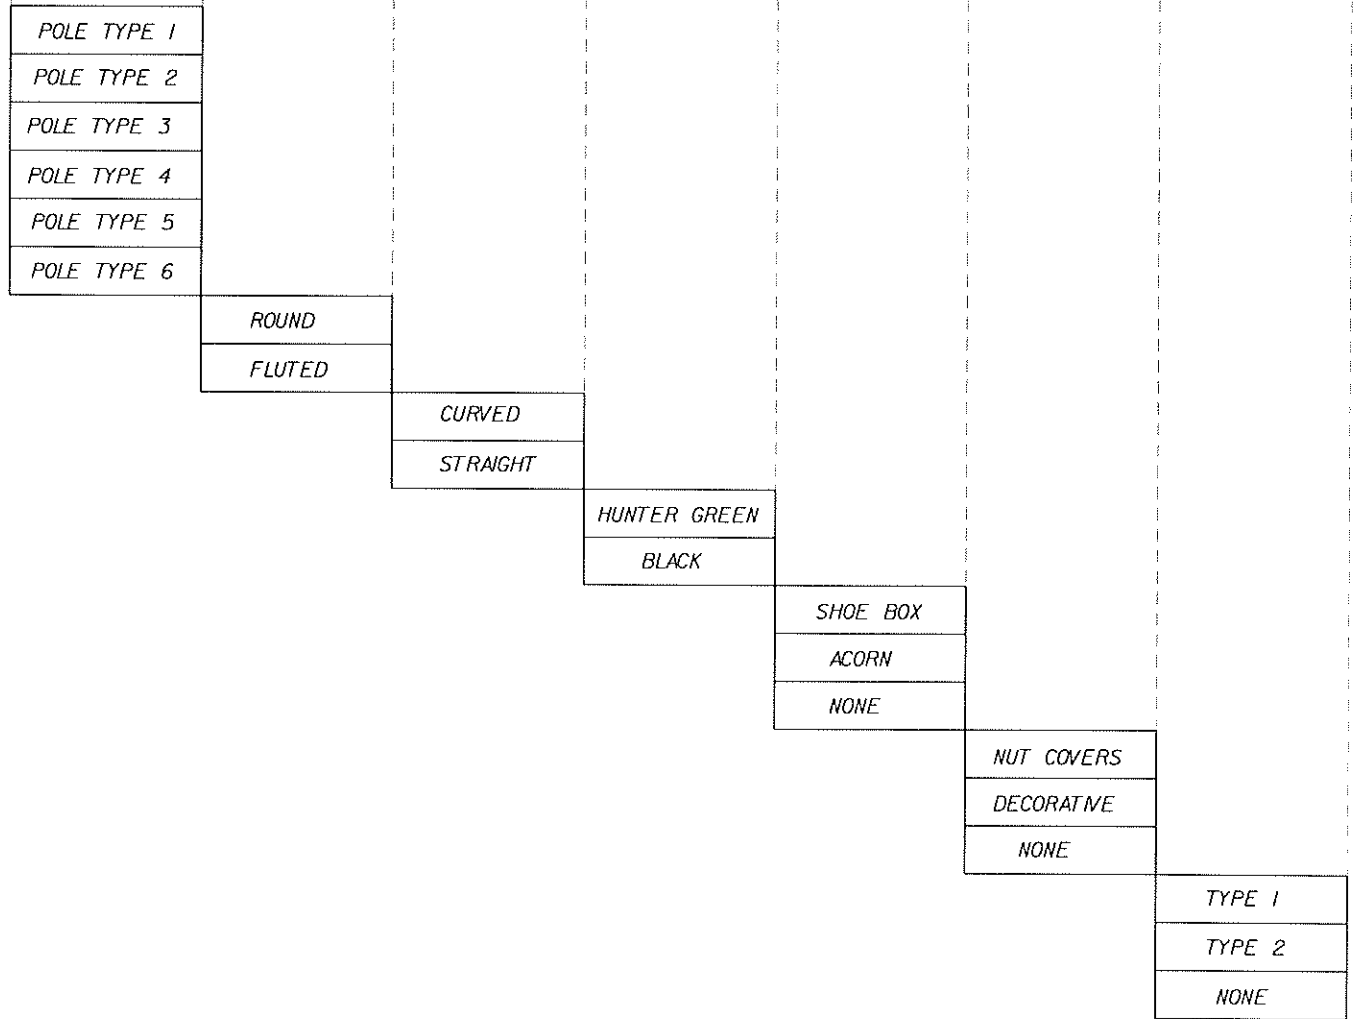 POLE TYPE 1
POLE TYPE 2
POLE TYPE 3
POLE TYPE 4
POLE TYPE 5
POLE TYPE 6
ROUND
FLUTED
CURVED
STRAIGHT
HUNTER GREEN
BLACK
SHOE BOX
ACORN
NONE
NUT COVERS
DECORATIVE
NONE
TYPE 1
TYPE 2
NONE